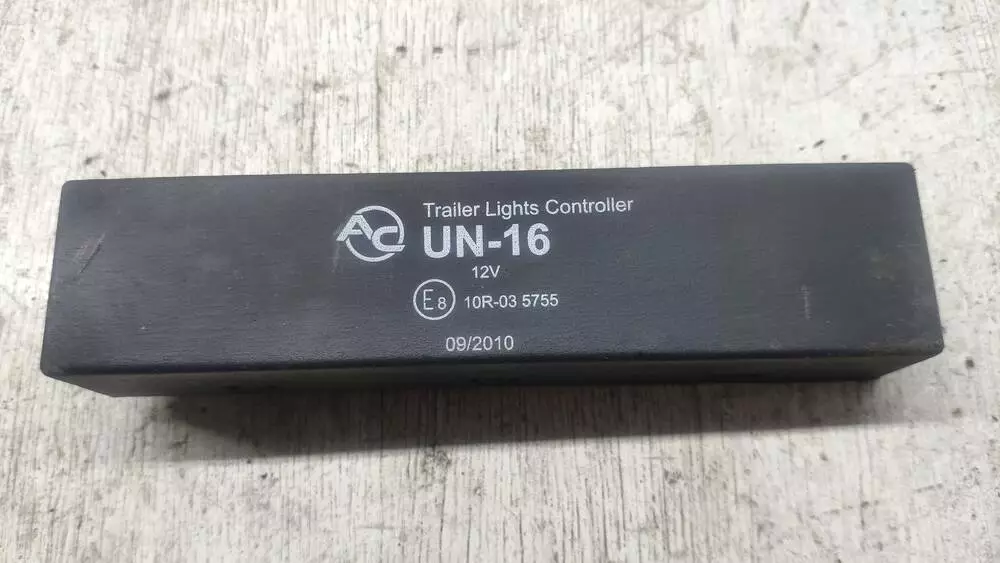 AC
Trailer Lights Controller
UN-16
12V
E8 10R-03 5755
09/2010